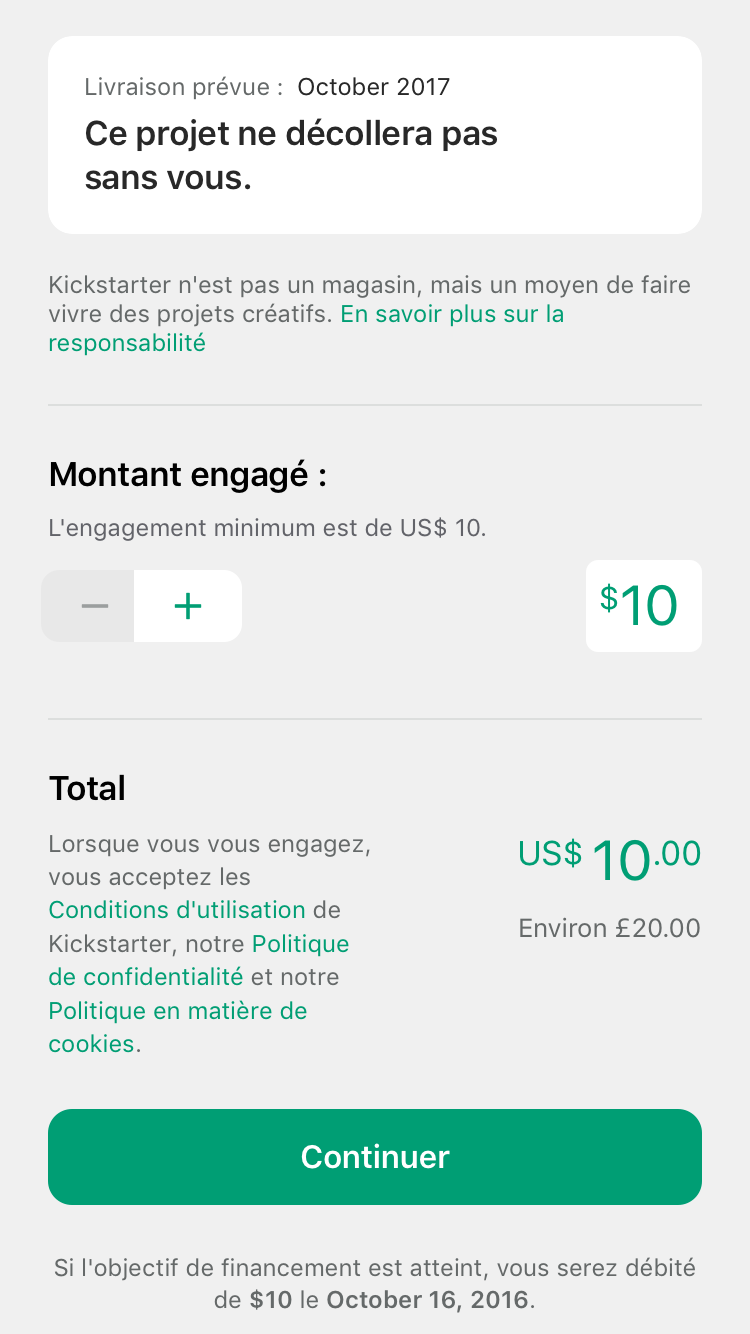 Livraison prévue : October 2017
Ce projet ne décollera pas
sans vous.
Kickstarter n'est pas un magasin, mais un moyen de faire
vivre des projets créatifs. En savoir plus sur la
responsabilité
Montant engagé :
L'engagement minimum est de US$ 10.
$10
Total
Lorsque vous vous engagez,
vous acceptez les
Conditions d'utilisation de
Kickstarter, notre Politique
de confidentialité et notre
Politique en matière de
cookies.
US$ 10.00
Environ £20.00
Continuer
Si l'objectif de financement est atteint, vous serez débité
de $10 le October 16, 2016.